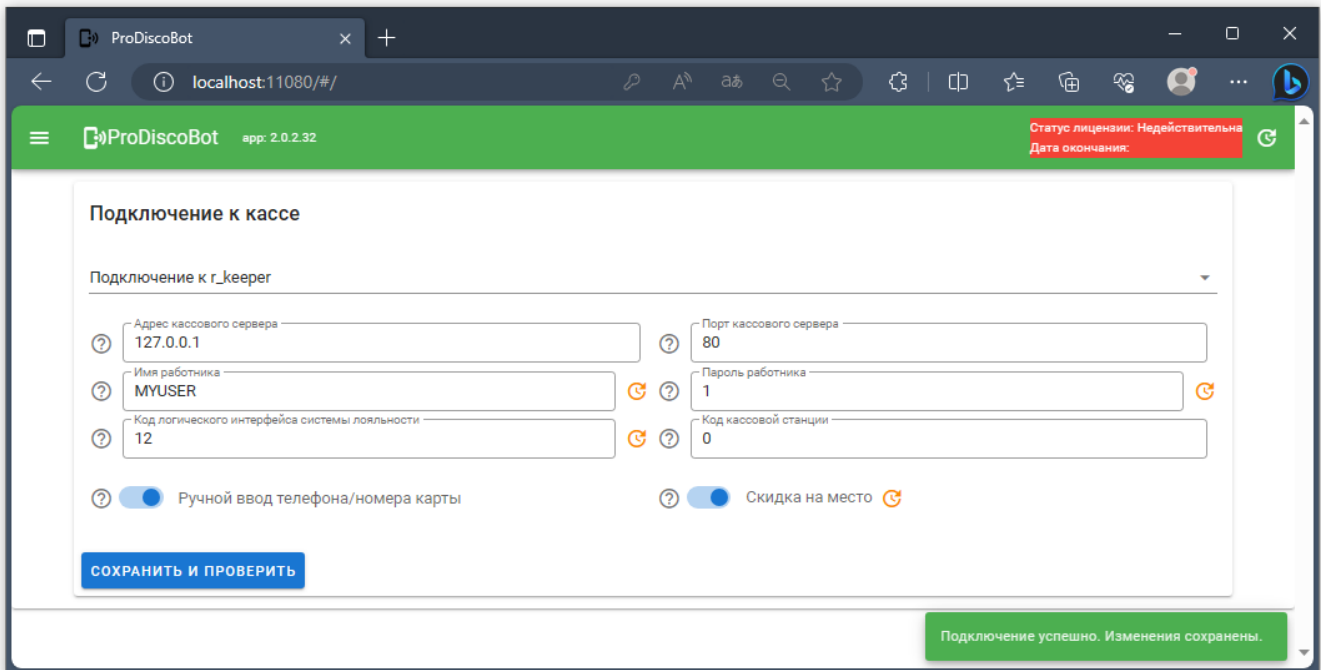 ProDiscoBot
localhost:11080/#/
ProDiscoBot app: 2.0.2.32
Статус лицензии: Недействительна
Дата окончания:
Подключение к кассе
Подключение к r_keeper
Адрес кассового сервера
127.0.0.1
Порт кассового сервера
80
Имя работника
MYUSER
Пароль работника
1
Код логического интерфейса системы лояльности
12
Код кассовой станции
0
Ручной ввод телефона/номера карты
Скидка на место
СОХРАНИТЬ И ПРОВЕРИТЬ
Подключение успешно. Изменения сохранены.